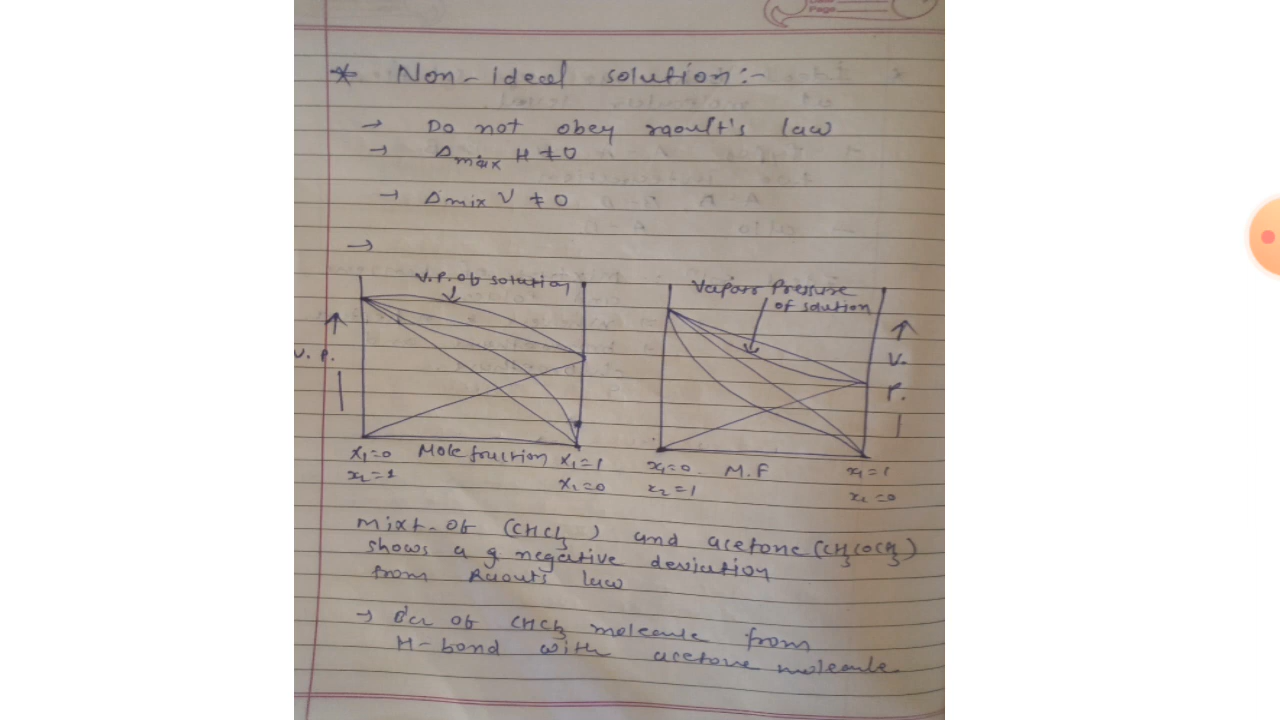 * Non-Ideal solution:-
→ Do not obey raoult's law
→ Δmix H ≠ 0
→ Δmix V ≠ 0
→
V.P. of solution
V. P.
Mole fraction
x₁=0
x₂=1
x₁=1
x₂=0
Vapour Pressure
of solution
V.
P.
x₁=0
x₂=1
M.F
x₁=1
x₂=0
Mixt. of (CHCl₃) and acetone (CH₃COCH₃)
shows a negative deviation
from Raouts law
→ Bcz of CHCl₃ molecule from
H-bond with acetone molecule